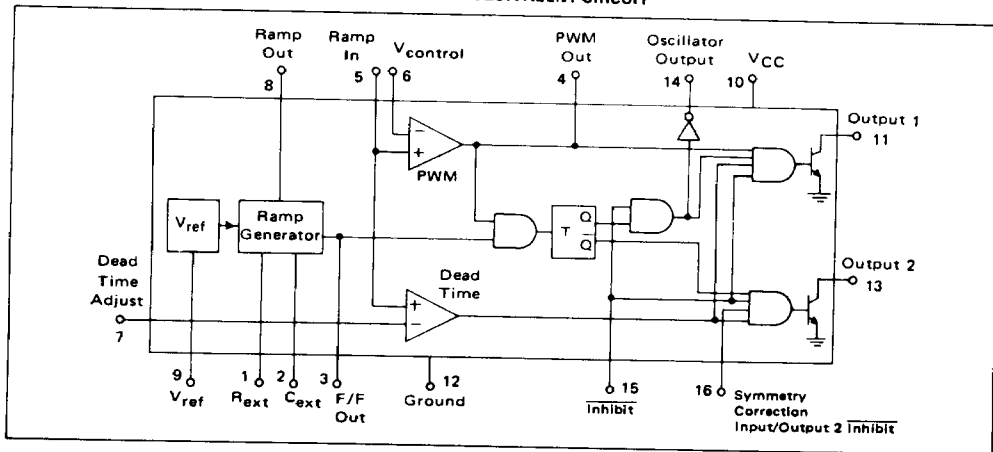 Ramp
Out
8
Ramp
In
5
Vcontrol
6
PWM
Out
4
Oscillator
Output
14
VCC
10
Output 1
11
−
+
PWM
Vref
Ramp
Generator
T
Q
Q̅
Dead
Time
Adjust
7
+
−
Dead
Time
Output 2
13
9
Vref
1
Rext
2
Cext
3
F/F
Out
12
Ground
15
Inhibit
16
Symmetry
Correction
Input/Output 2 Inhibit